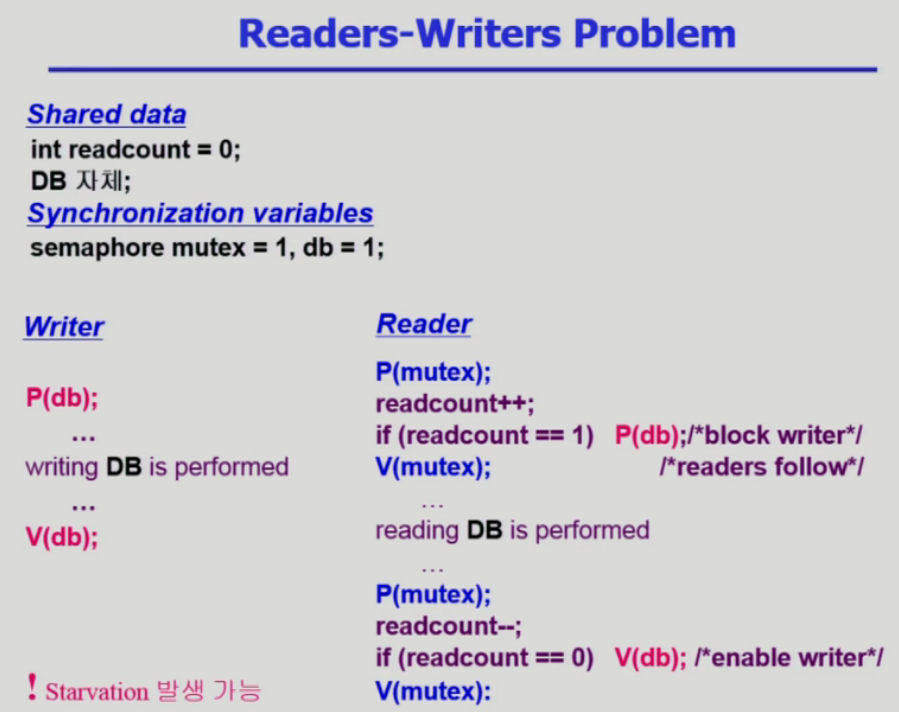 Readers-Writers Problem
Shared data
int readcount = 0;
DB 자체;
Synchronization variables
semaphore mutex = 1, db = 1;
Writer
P(db);
...
writing DB is performed
...
V(db);
! Starvation 발생 가능
Reader
P(mutex);
readcount++;
if (readcount == 1) P(db);/*block writer*/
V(mutex); /*readers follow*/
...
reading DB is performed
...
P(mutex);
readcount--;
if (readcount == 0) V(db); /*enable writer*/
V(mutex):